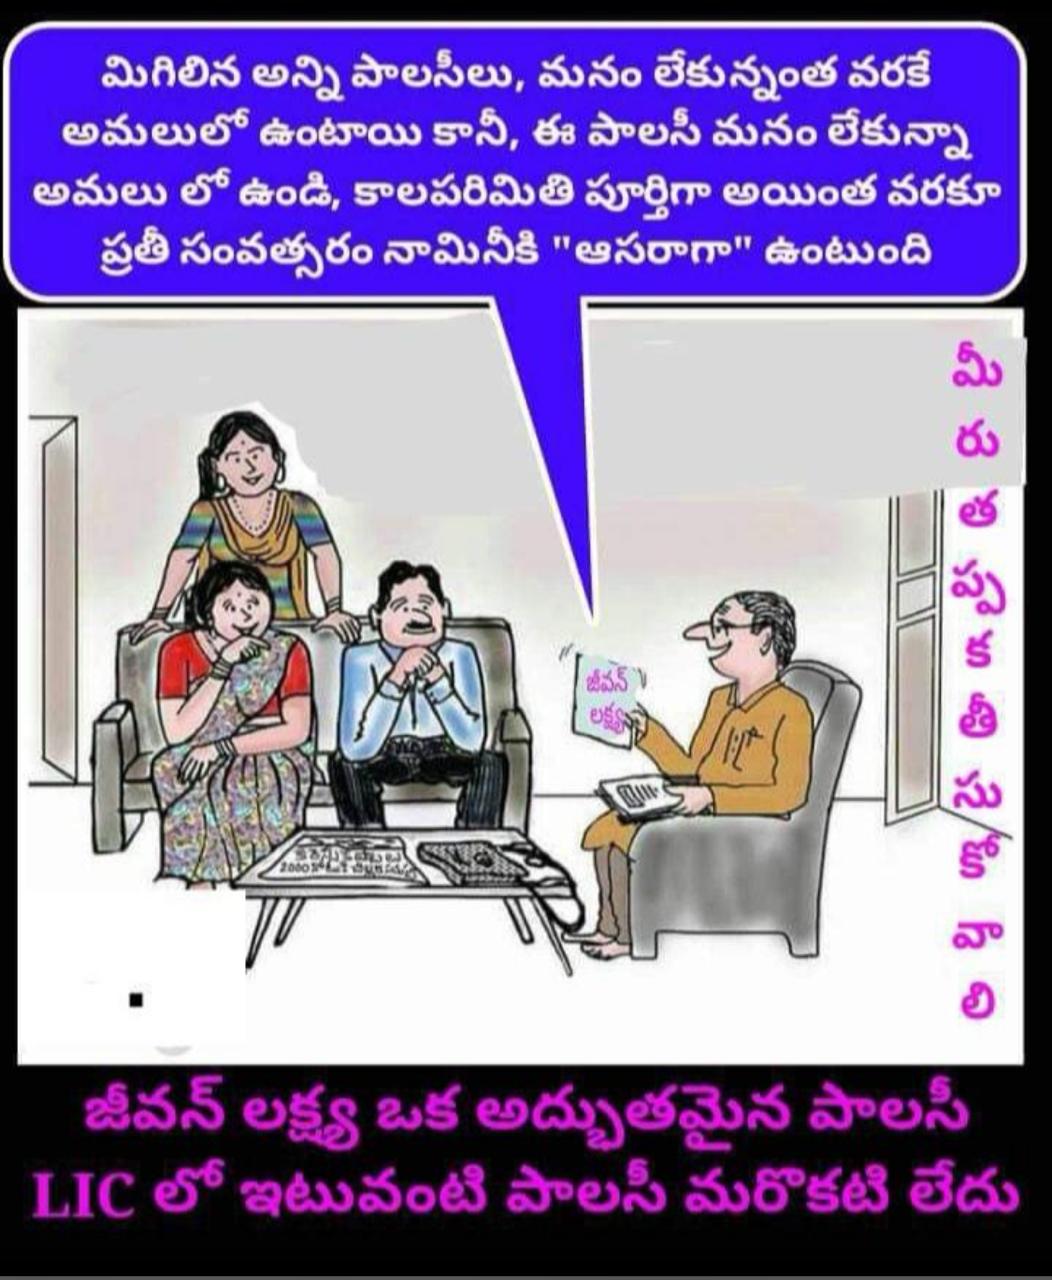 మిగిలిన అన్ని పాలసీలు, మనం లేకున్నంత వరకే
అమలులో ఉంటాయి కానీ, ఈ పాలసీ మనం లేకున్నా
అమలు లో ఉండి, కాలపరిమితి పూర్తిగా అయింత వరకూ
ప్రతీ సంవత్సరం నామినీకి "ఆసరాగా" ఉంటుంది
మీ
రు
త
ప్ప
క
తీ
సు
కో
వా
లి
జీవన్
లక్ష్య
జీవన్ లక్ష్య ఒక అద్భుతమైన పాలసీ
LIC లో ఇటువంటి పాలసీ మరొకటి లేదు